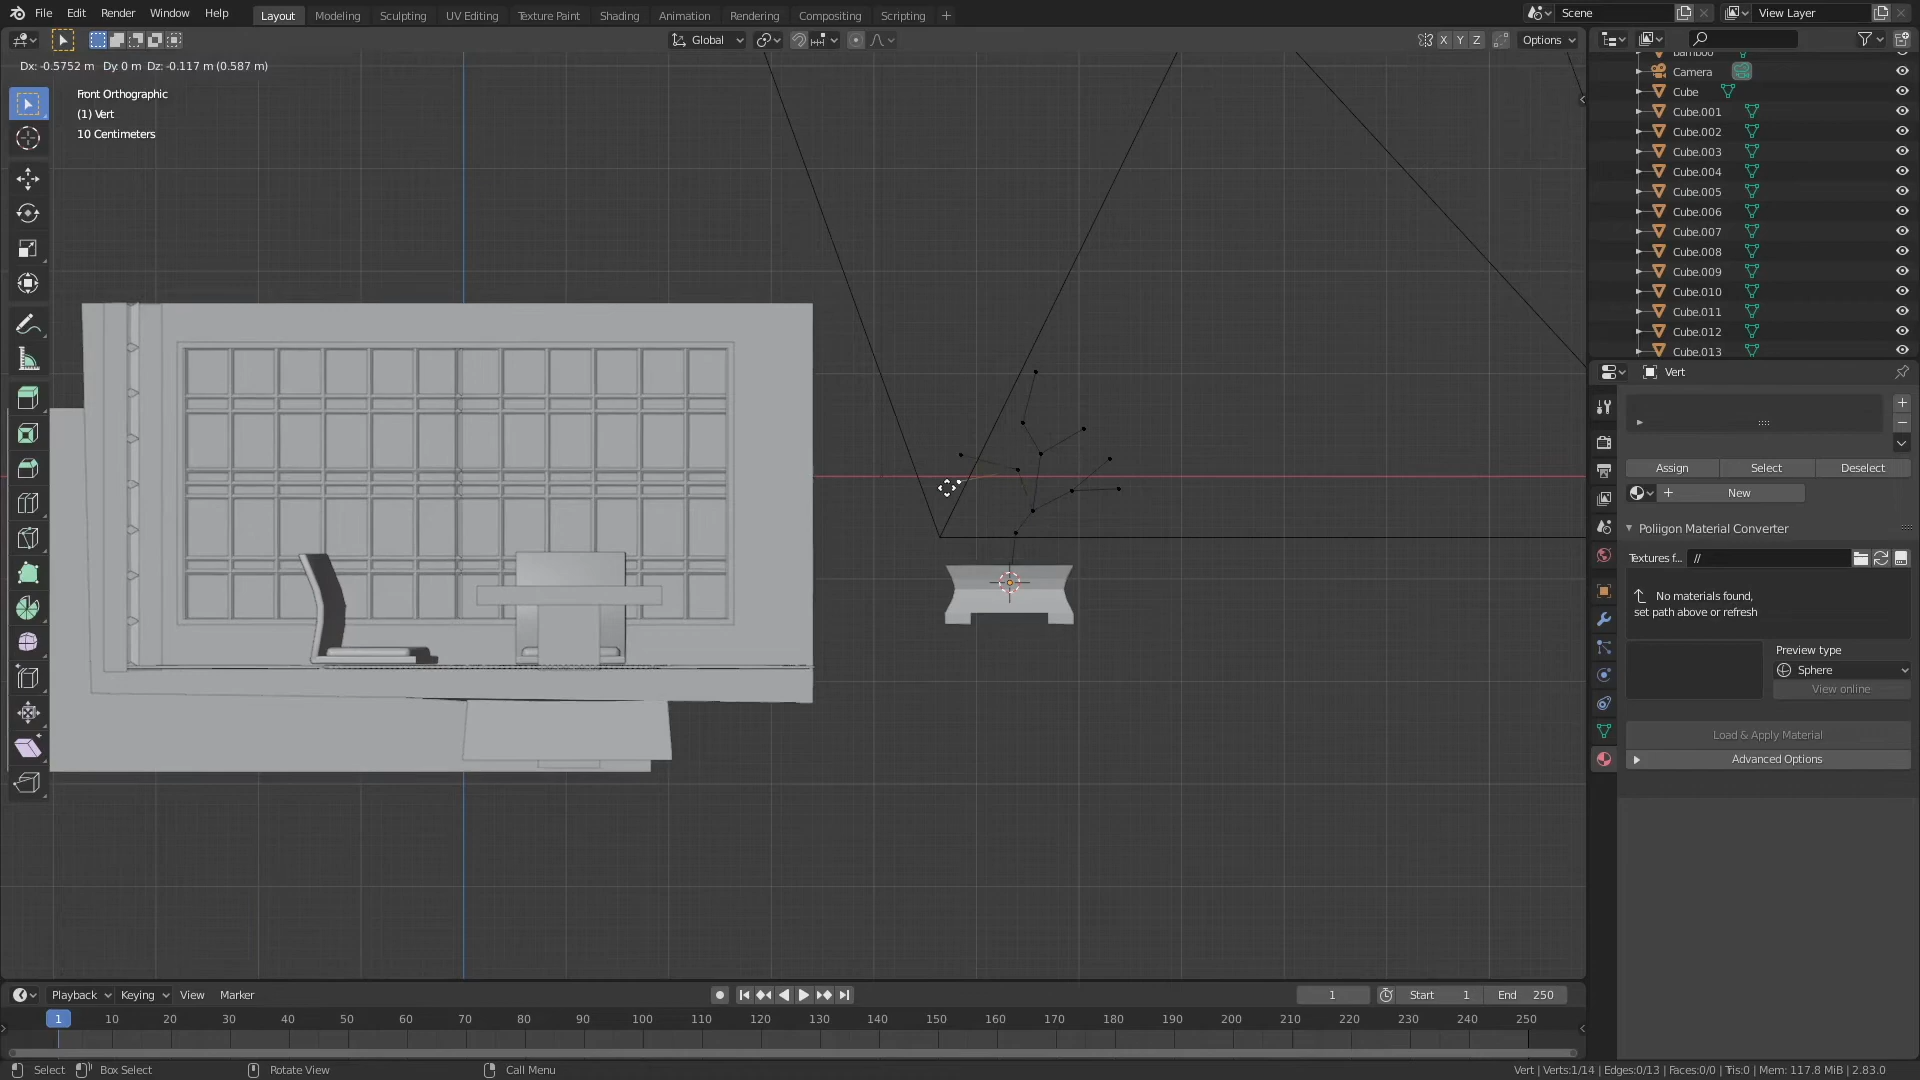 File Edit Render Window Help Layout Modeling Sculpting UV Editing Texture Paint Shading Animation Rendering Compositing Scripting + Scene View Layer
Global X Y Z Options
Dx: -0.5752 m Dy: 0 m Dz: -0.117 m (0.587 m)
Front Orthographic
(1) Vert
10 Centimeters
bamboo
Camera
Cube
Cube.001
Cube.002
Cube.003
Cube.004
Cube.005
Cube.006
Cube.007
Cube.008
Cube.009
Cube.010
Cube.011
Cube.012
Cube.013
Vert
Assign Select Deselect
New
Poliigon Material Converter
Textures f... //
No materials found,
set path above or refresh
Preview type
Sphere
View online
Load & Apply Material
Advanced Options
Playback Keying View Marker 1 Start 1 End 250
1 10 20 30 40 50 60 70 80 90 100 110 120 130 140 150 160 170 180 190 200 210 220 230 240 250
Select Box Select Rotate View Call Menu Vert | Verts:1/14 | Edges:0/13 | Faces:0/0 | Tris:0 | Mem: 117.8 MiB | 2.83.0